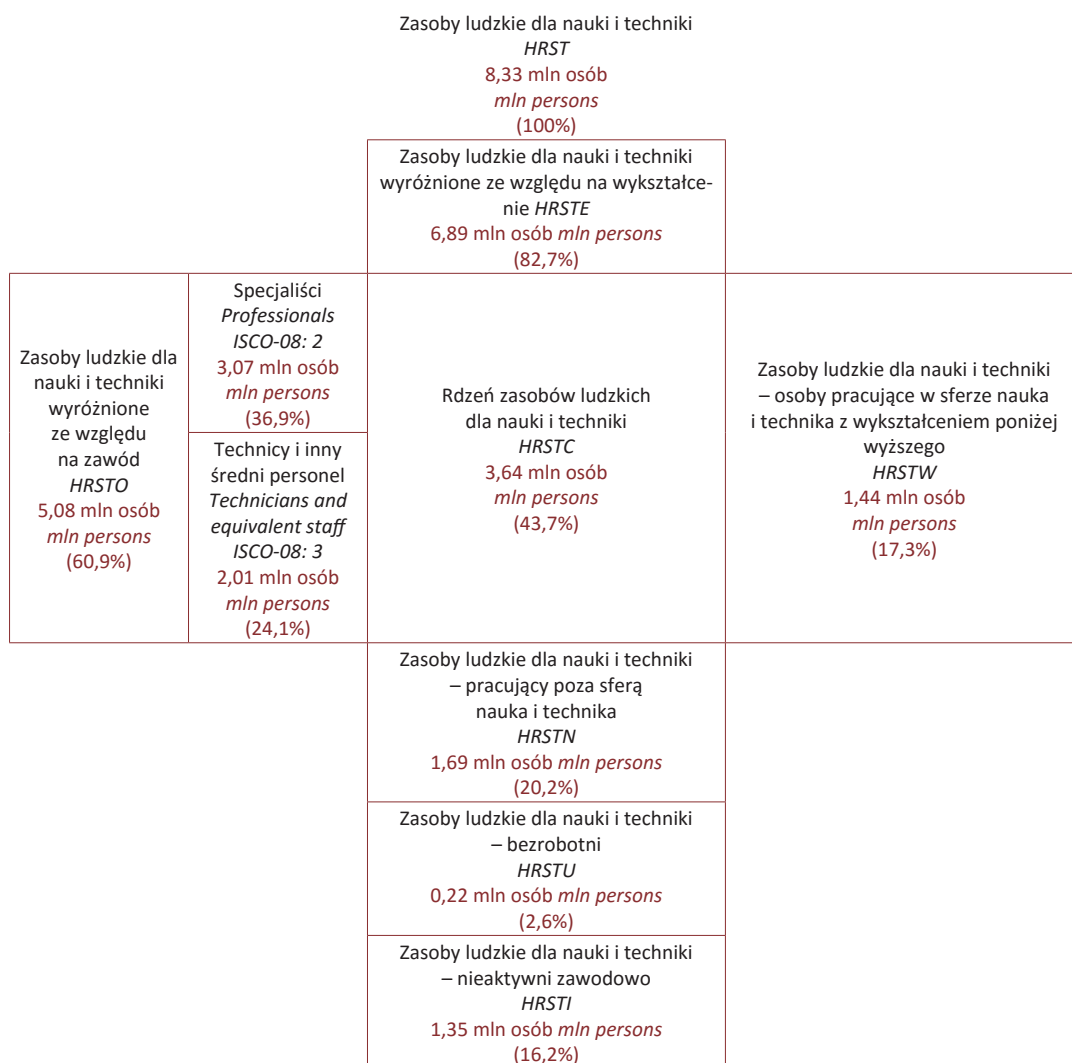 Zasoby ludzkie dla nauki i techniki
HRST
8,33 mln osób
mln persons
(100%)
Zasoby ludzkie dla nauki i techniki
wyróżnione ze względu na wykształce-
nie HRSTE
6,89 mln osób mln persons
(82,7%)
Zasoby ludzkie dla
nauki i techniki
wyróżnione
ze względu
na zawód
HRSTO
5,08 mln osób
mln persons
(60,9%)
Specjaliści
Professionals
ISCO-08: 2
3,07 mln osób
mln persons
(36,9%)
Technicy i inny
średni personel
Technicians and
equivalent staff
ISCO-08: 3
2,01 mln osób
mln persons
(24,1%)
Rdzeń zasobów ludzkich
dla nauki i techniki
HRSTC
3,64 mln osób
mln persons
(43,7%)
Zasoby ludzkie dla nauki i techniki
– osoby pracujące w sferze nauka
i technika z wykształceniem poniżej
wyższego
HRSTW
1,44 mln osób
mln persons
(17,3%)
Zasoby ludzkie dla nauki i techniki
– pracujący poza sferą
nauka i technika
HRSTN
1,69 mln osób mln persons
(20,2%)
Zasoby ludzkie dla nauki i techniki
– bezrobotni
HRSTU
0,22 mln osób mln persons
(2,6%)
Zasoby ludzkie dla nauki i techniki
– nieaktywni zawodowo
HRSTI
1,35 mln osób mln persons
(16,2%)